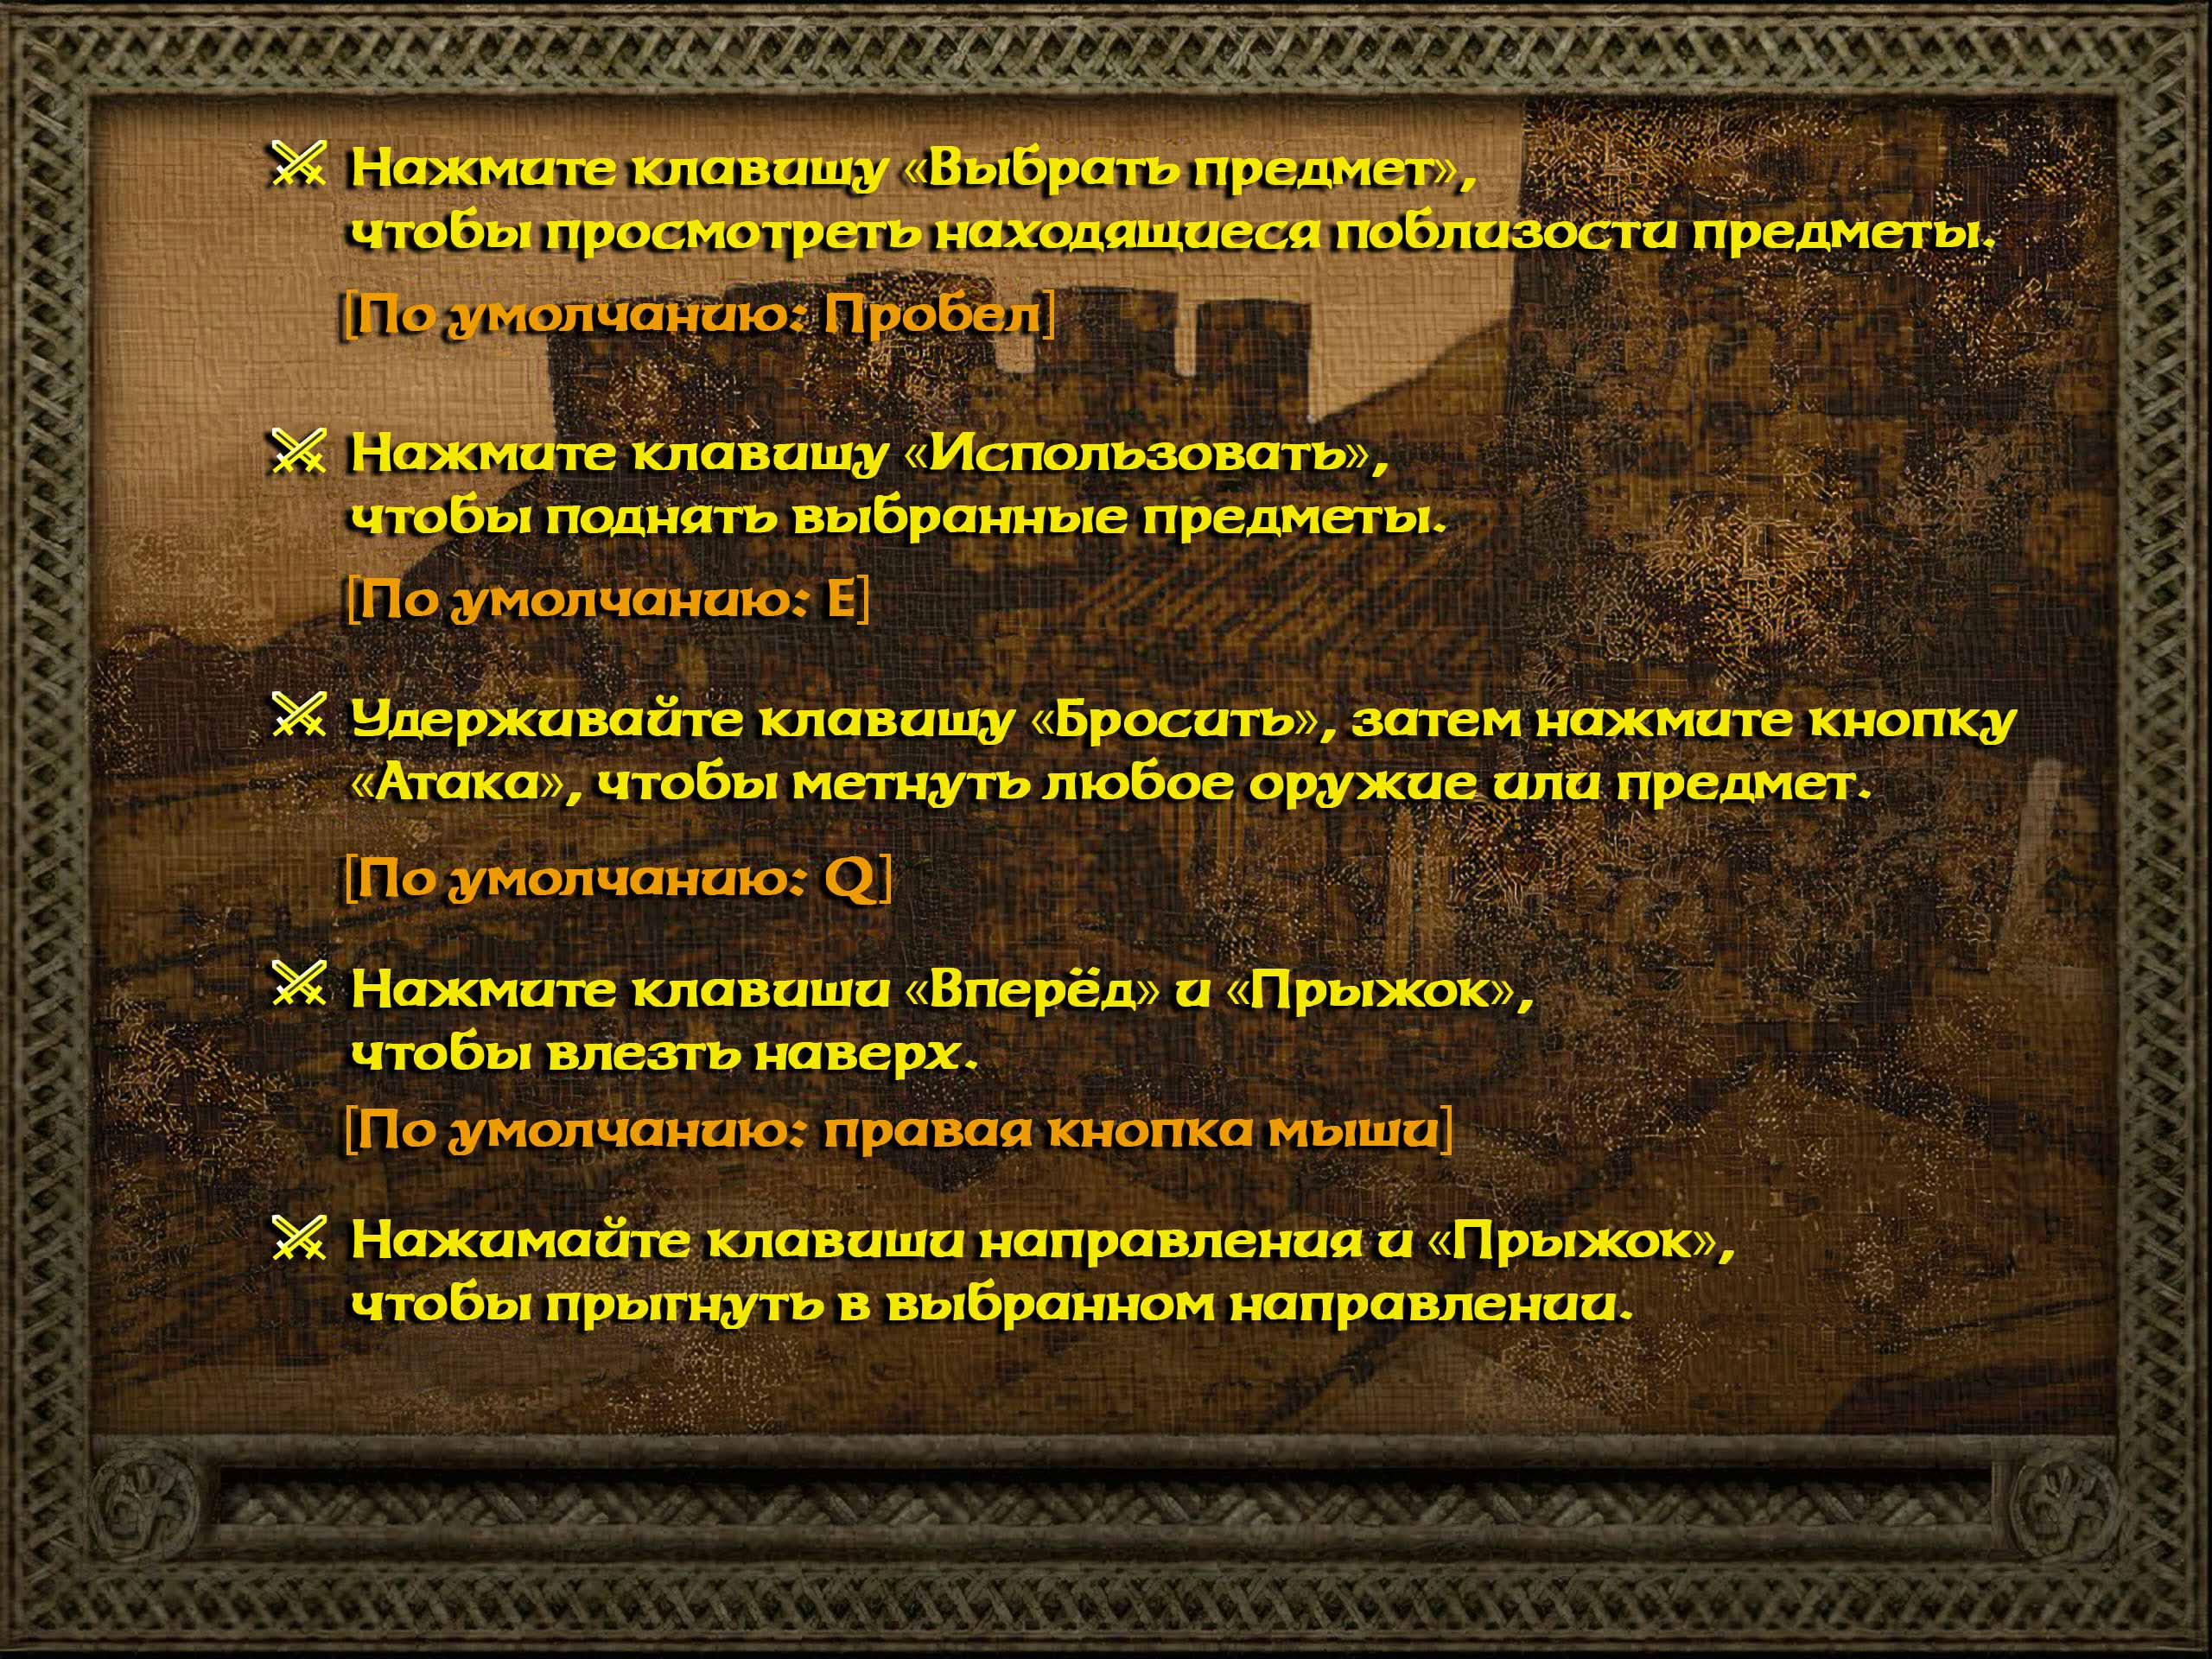 Нажмите клавишу «Выбрать предмет»,
чтобы просмотреть находящиеся поблизости предметы.
[По умолчанию: Пробел]
Нажмите клавишу «Использовать»,
чтобы поднять выбранные предметы.
[По умолчанию: E]
Удерживайте клавишу «Бросить», затем нажмите кнопку
«Атака», чтобы метнуть любое оружие или предмет.
[По умолчанию: Q]
Нажмите клавиши «Вперёд» и «Прыжок»,
чтобы влезть наверх.
[По умолчанию: правая кнопка мыши]
Нажимайте клавиши направления и «Прыжок»,
чтобы прыгнуть в выбранном направлении.